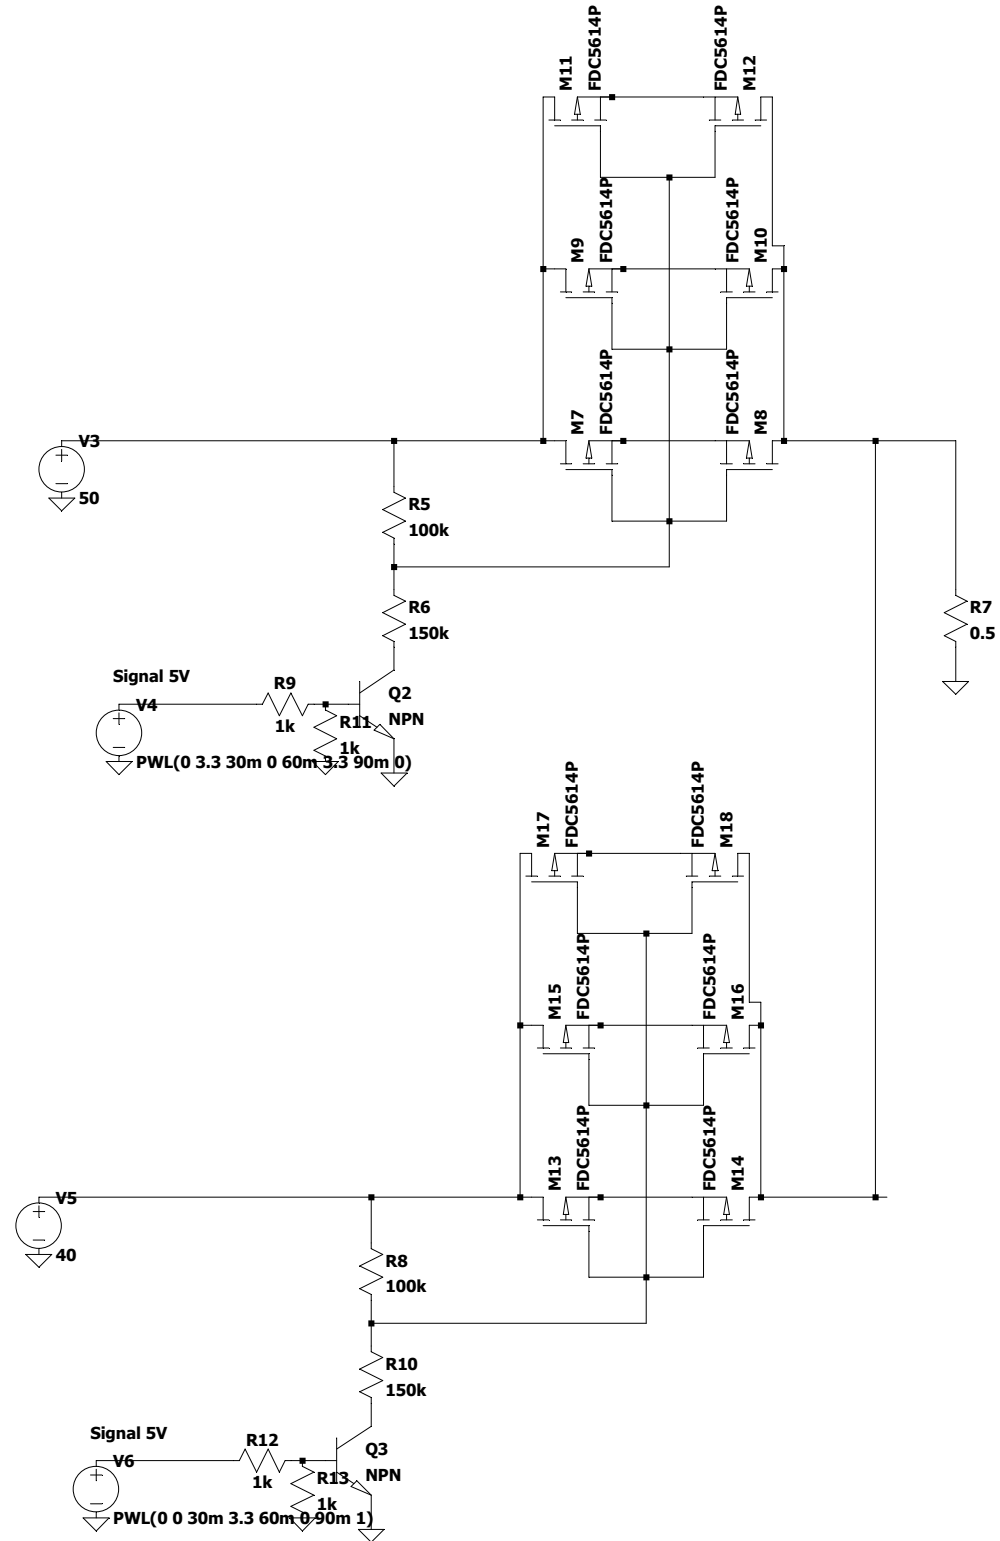 M11
FDC5614P
FDC5614P
M12
M9
FDC5614P
FDC5614P
M10
M7
FDC5614P
FDC5614P
M8
V3
50
R5
100k
R6
150k
R7
0.5
Signal 5V
V4
R9
1k
R11
1k
Q2
NPN
PWL(0 3.3 30m 0 60m 3.3 90m 0)
M17
FDC5614P
FDC5614P
M18
M15
FDC5614P
FDC5614P
M16
M13
FDC5614P
FDC5614P
M14
V5
40
R8
100k
R10
150k
Signal 5V
V6
R12
1k
R13
1k
Q3
NPN
PWL(0 0 30m 3.3 60m 0 90m 1)